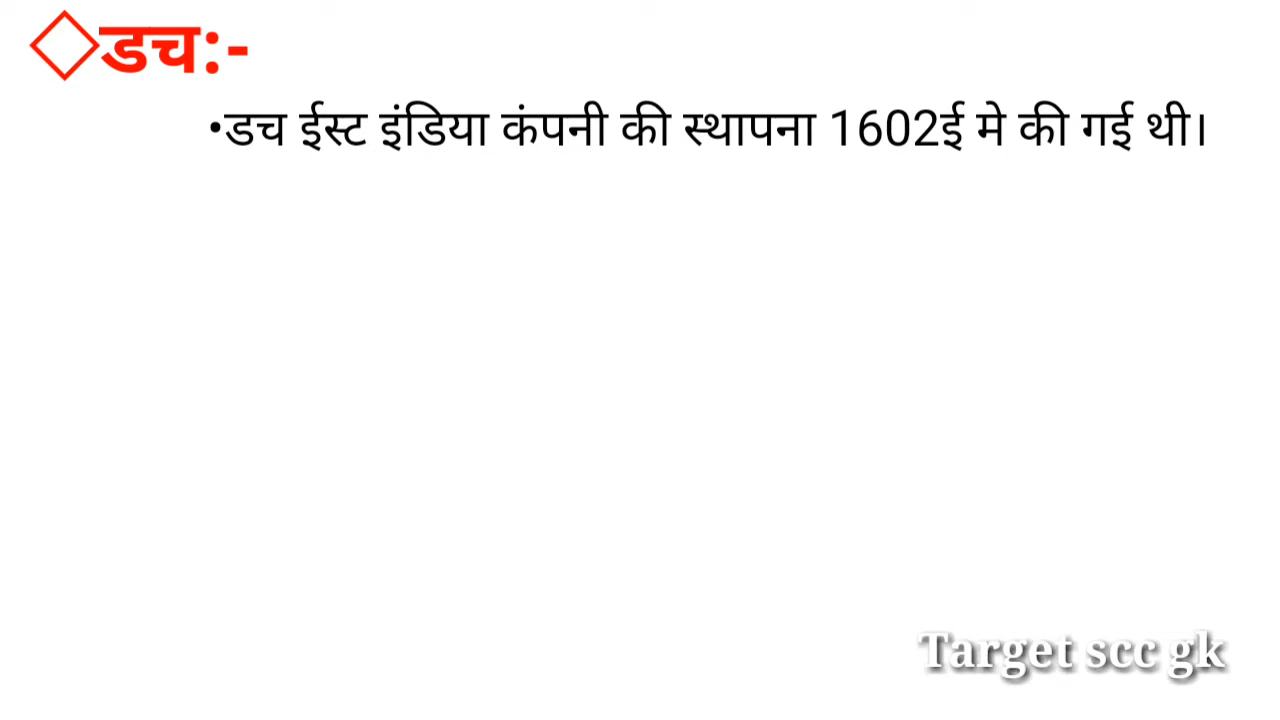 ◇डच:-
•डच ईस्ट इंडिया कंपनी की स्थापना 1602ई मे की गई थी।
Target scc gk